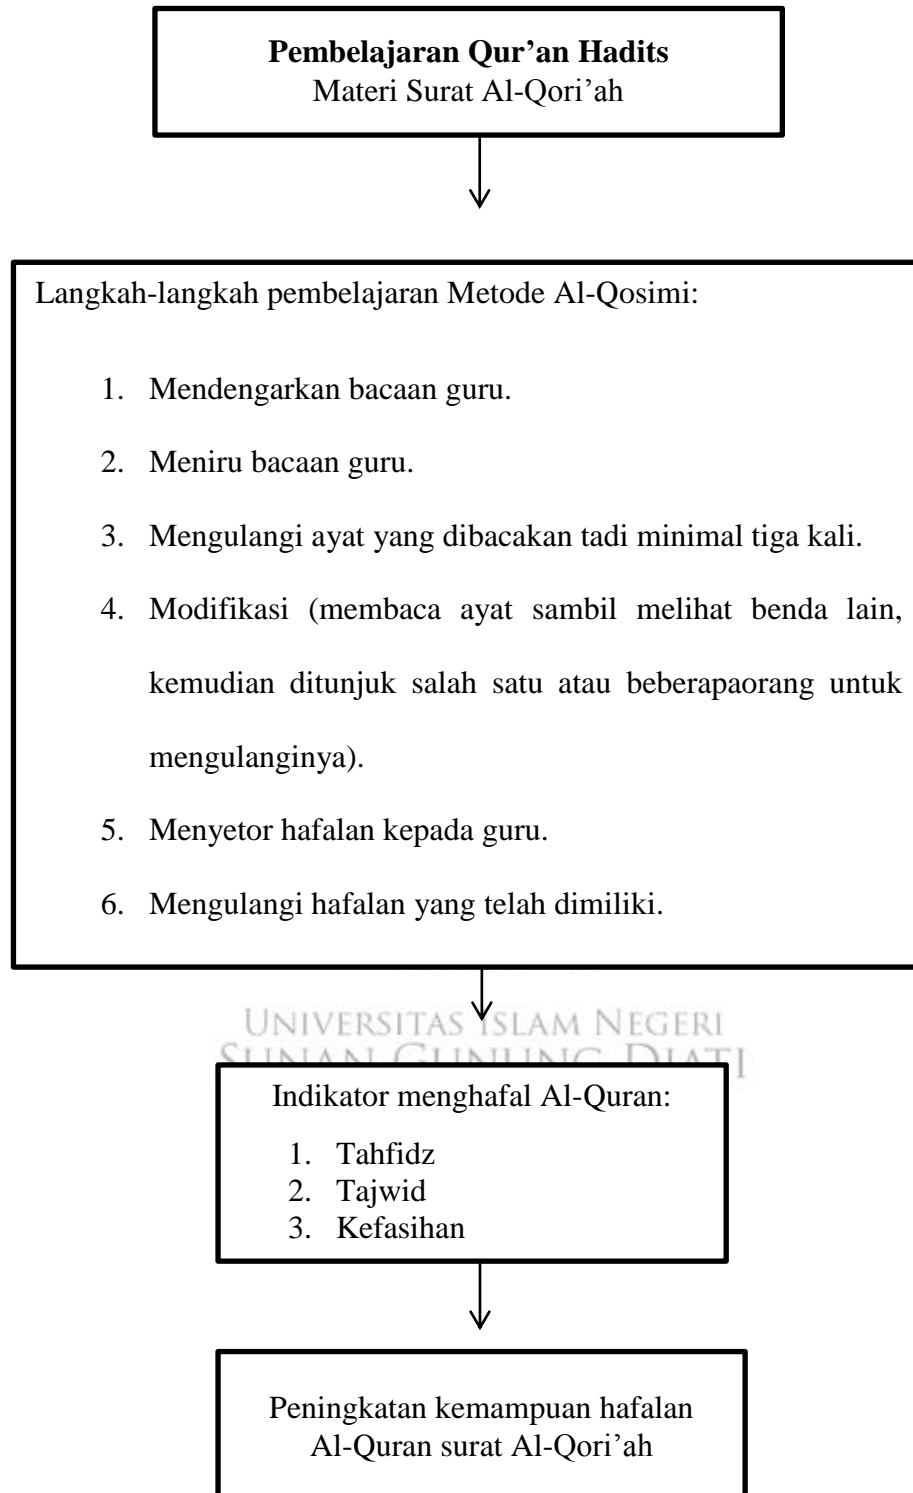 Pembelajaran Qur’an Hadits
Materi Surat Al-Qori’ah
Langkah-langkah pembelajaran Metode Al-Qosimi:
1. Mendengarkan bacaan guru.
2. Meniru bacaan guru.
3. Mengulangi ayat yang dibacakan tadi minimal tiga kali.
4. Modifikasi (membaca ayat sambil melihat benda lain,
kemudian ditunjuk salah satu atau beberapaorang untuk
mengulanginya).
5. Menyetor hafalan kepada guru.
6. Mengulangi hafalan yang telah dimiliki.
UNIVERSITAS ISLAM NEGERI
SUNAN GUNUNG DJATI
Indikator menghafal Al-Quran:
1. Tahfidz
2. Tajwid
3. Kefasihan
Peningkatan kemampuan hafalan
Al-Quran surat Al-Qori’ah